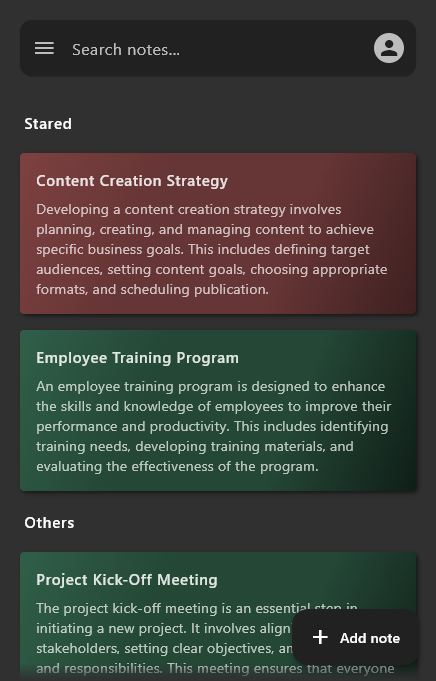 Search notes...
Stared
Content Creation Strategy
Developing a content creation strategy involves
planning, creating, and managing content to achieve
specific business goals. This includes defining target
audiences, setting content goals, choosing appropriate
formats, and scheduling publication.
Employee Training Program
An employee training program is designed to enhance
the skills and knowledge of employees to improve their
performance and productivity. This includes identifying
training needs, developing training materials, and
evaluating the effectiveness of the program.
Others
Project Kick-Off Meeting
The project kick-off meeting is an essential step in
initiating a new project. It involves align
stakeholders, setting clear objectives, an
and responsibilities. This meeting ensures that everyone
Add note